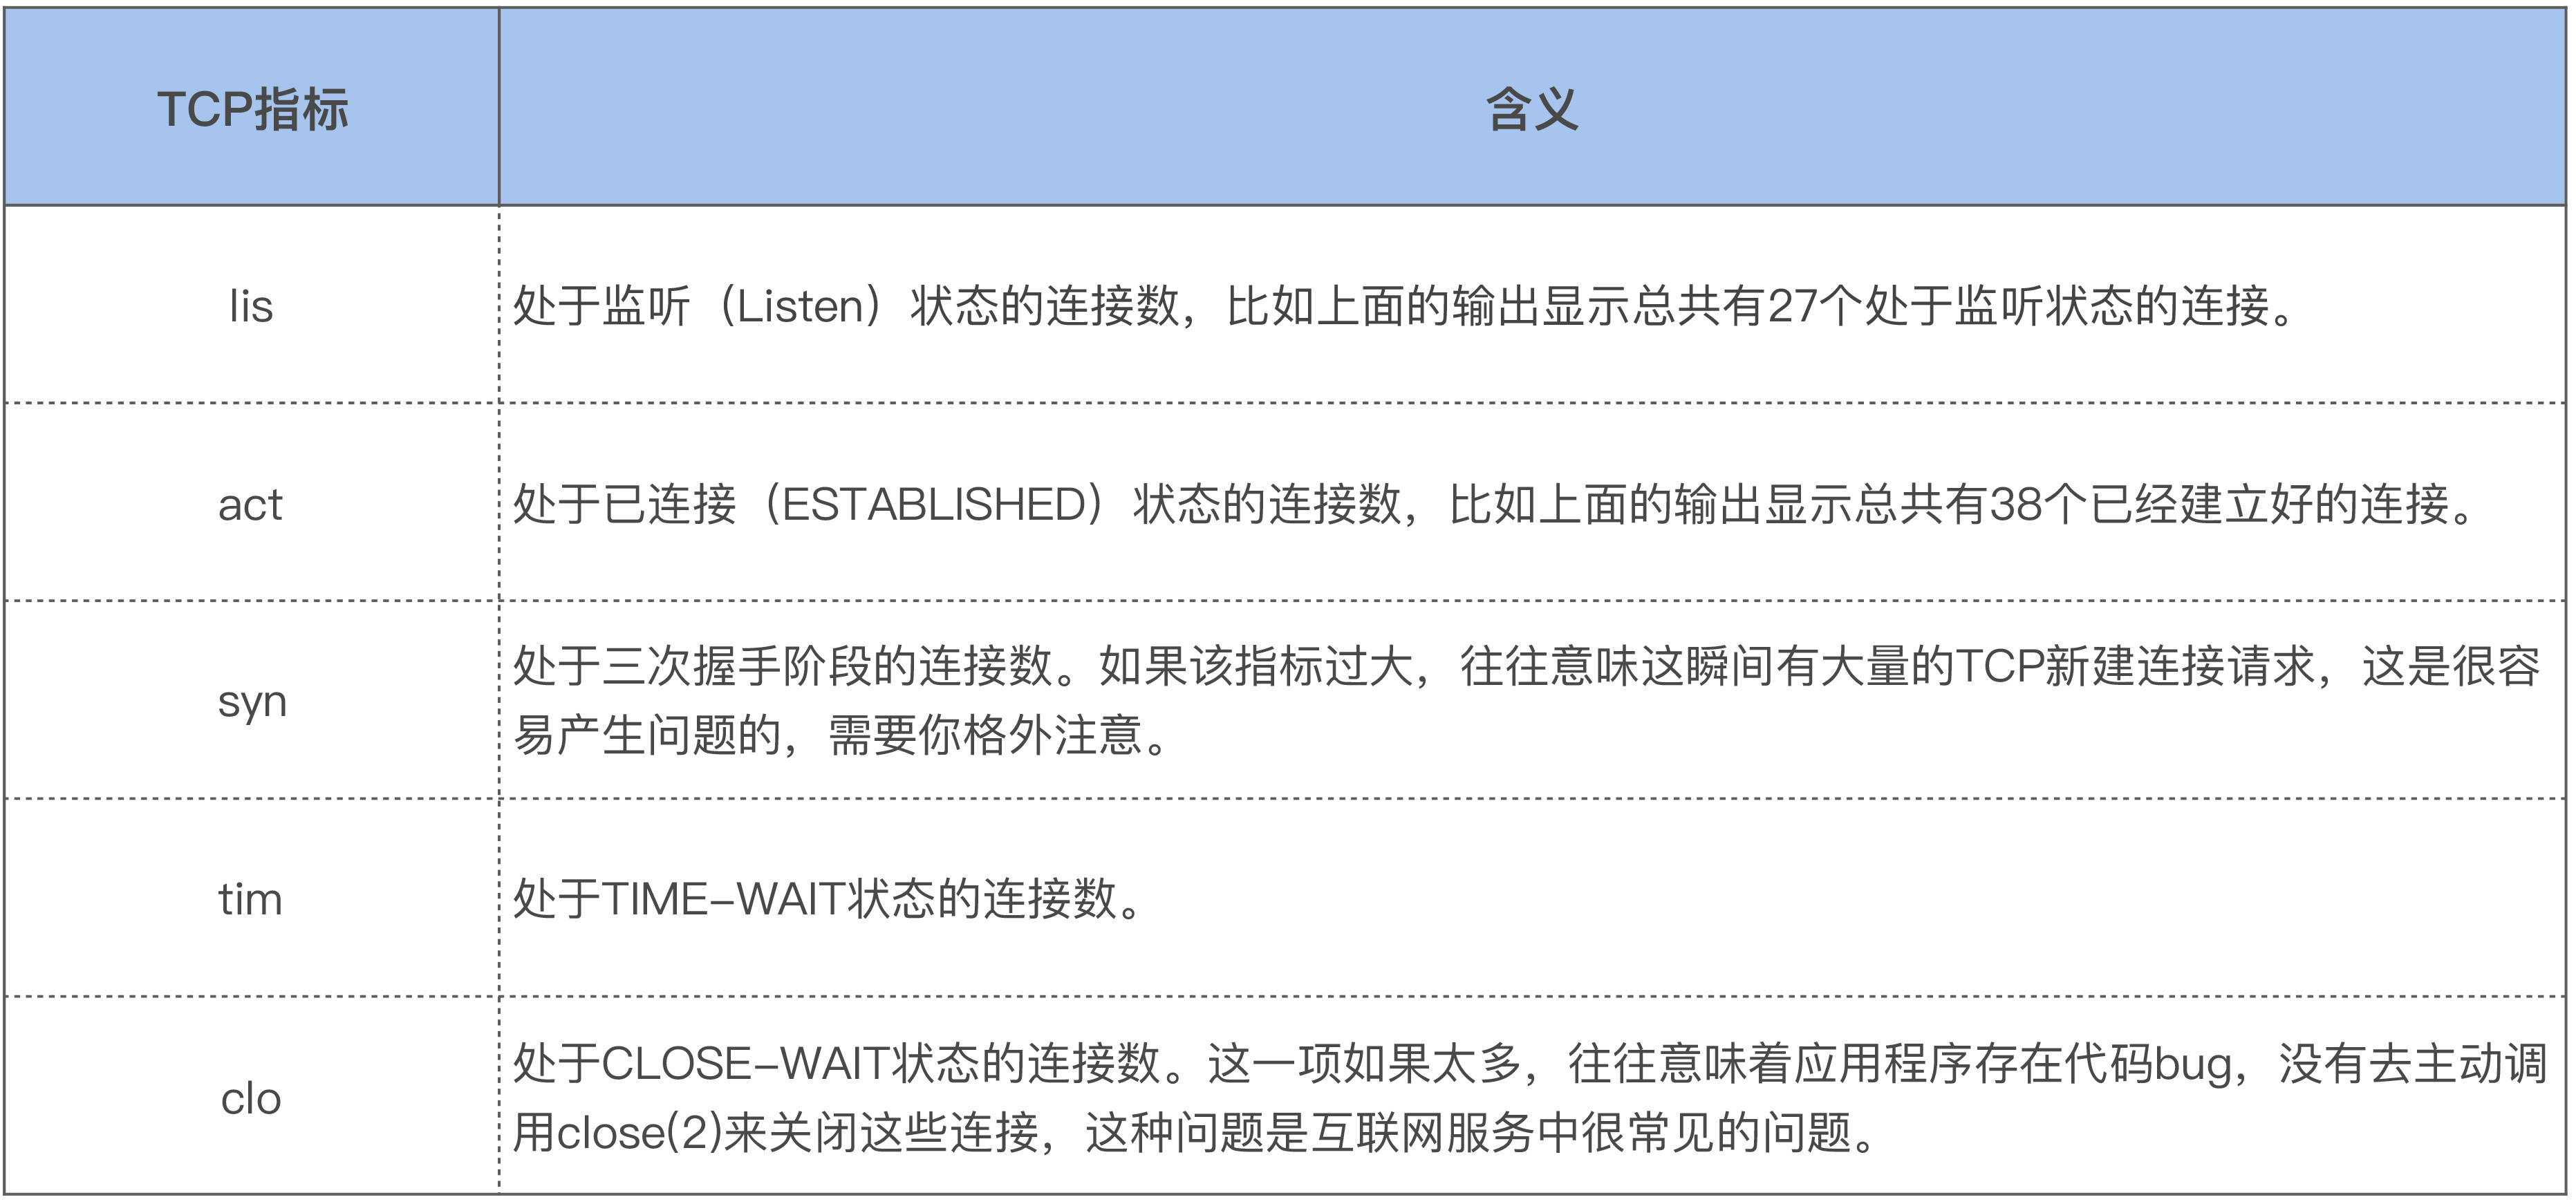 TCP指标
含义
lis
处于监听（Listen）状态的连接数，比如上面的输出显示总共有27个处于监听状态的连接。
act
处于已连接（ESTABLISHED）状态的连接数，比如上面的输出显示总共有38个已经建立好的连接。
syn
处于三次握手阶段的连接数。如果该指标过大，往往意味这瞬间有大量的TCP新建连接请求，这是很容
易产生问题的，需要你格外注意。
tim
处于TIME-WAIT状态的连接数。
clo
处于CLOSE-WAIT状态的连接数。这一项如果太多，往往意味着应用程序存在代码bug，没有去主动调
用close(2)来关闭这些连接，这种问题是互联网服务中很常见的问题。